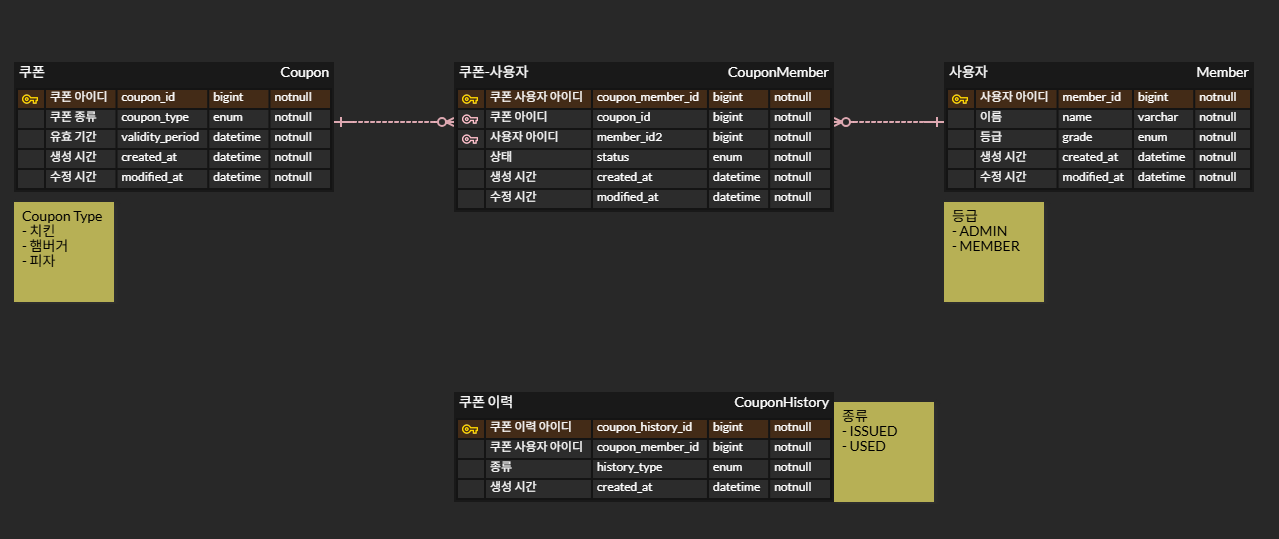 쿠폰 Coupon
쿠폰 아이디 coupon_id bigint notnull
쿠폰 종류 coupon_type enum notnull
유효 기간 validity_period datetime notnull
생성 시간 created_at datetime notnull
수정 시간 modified_at datetime notnull
Coupon Type
- 치킨
- 햄버거
- 피자
쿠폰-사용자 CouponMember
쿠폰 사용자 아이디 coupon_member_id bigint notnull
쿠폰 아이디 coupon_id bigint notnull
사용자 아이디 member_id2 bigint notnull
상태 status enum notnull
생성 시간 created_at datetime notnull
수정 시간 modified_at datetime notnull
사용자 Member
사용자 아이디 member_id bigint notnull
이름 name varchar notnull
등급 grade enum notnull
생성 시간 created_at datetime notnull
수정 시간 modified_at datetime notnull
등급
- ADMIN
- MEMBER
쿠폰 이력 CouponHistory
쿠폰 이력 아이디 coupon_history_id bigint notnull
쿠폰 사용자 아이디 coupon_member_id bigint notnull
종류 history_type enum notnull
생성 시간 created_at datetime notnull
종류
- ISSUED
- USED